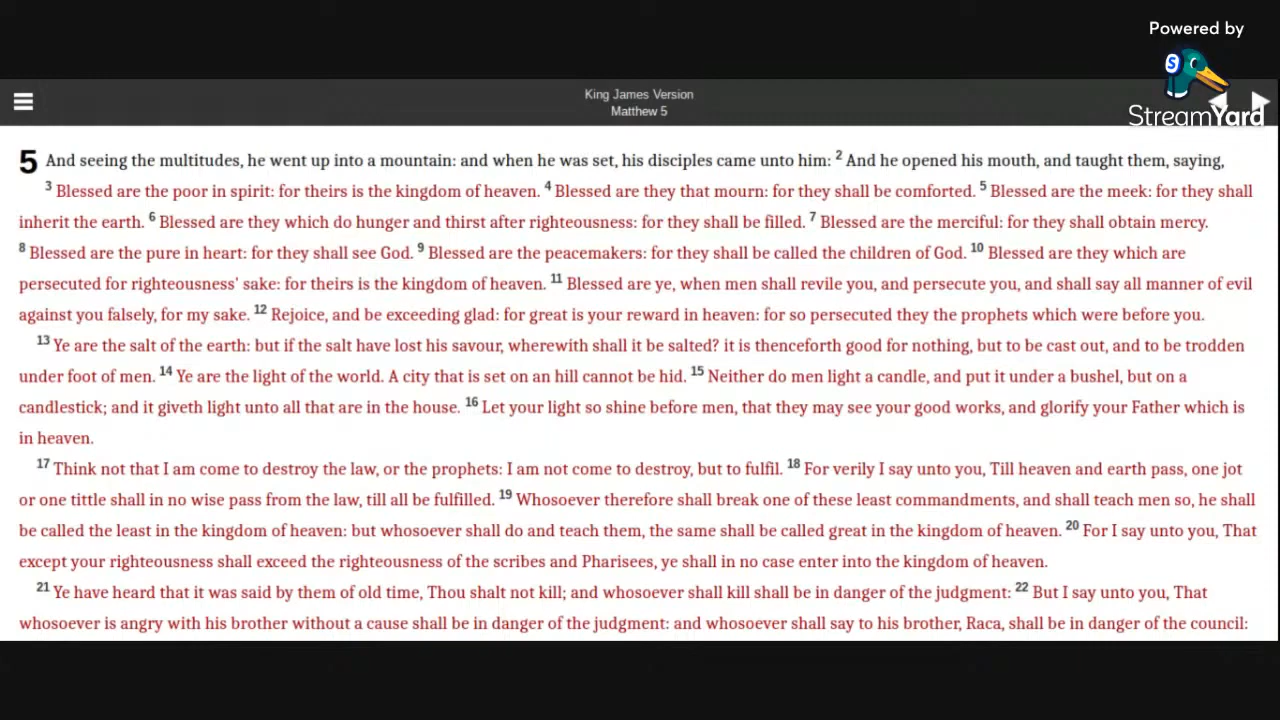 Powered by
S
StreamYard
King James Version
Matthew 5
5 And seeing the multitudes, he went up into a mountain: and when he was set, his disciples came unto him: 2 And he opened his mouth, and taught them, saying,
3 Blessed are the poor in spirit: for theirs is the kingdom of heaven. 4 Blessed are they that mourn: for they shall be comforted. 5 Blessed are the meek: for they shall
inherit the earth. 6 Blessed are they which do hunger and thirst after righteousness: for they shall be filled. 7 Blessed are the merciful: for they shall obtain mercy.
8 Blessed are the pure in heart: for they shall see God. 9 Blessed are the peacemakers: for they shall be called the children of God. 10 Blessed are they which are
persecuted for righteousness' sake: for theirs is the kingdom of heaven. 11 Blessed are ye, when men shall revile you, and persecute you, and shall say all manner of evil
against you falsely, for my sake. 12 Rejoice, and be exceeding glad: for great is your reward in heaven: for so persecuted they the prophets which were before you.
13 Ye are the salt of the earth: but if the salt have lost his savour, wherewith shall it be salted? it is thenceforth good for nothing, but to be cast out, and to be trodden
under foot of men. 14 Ye are the light of the world. A city that is set on an hill cannot be hid. 15 Neither do men light a candle, and put it under a bushel, but on a
candlestick; and it giveth light unto all that are in the house. 16 Let your light so shine before men, that they may see your good works, and glorify your Father which is
in heaven.
17 Think not that I am come to destroy the law, or the prophets: I am not come to destroy, but to fulfil. 18 For verily I say unto you, Till heaven and earth pass, one jot
or one tittle shall in no wise pass from the law, till all be fulfilled. 19 Whosoever therefore shall break one of these least commandments, and shall teach men so, he shall
be called the least in the kingdom of heaven: but whosoever shall do and teach them, the same shall be called great in the kingdom of heaven. 20 For I say unto you, That
except your righteousness shall exceed the righteousness of the scribes and Pharisees, ye shall in no case enter into the kingdom of heaven.
21 Ye have heard that it was said by them of old time, Thou shalt not kill; and whosoever shall kill shall be in danger of the judgment: 22 But I say unto you, That
whosoever is angry with his brother without a cause shall be in danger of the judgment: and whosoever shall say to his brother, Raca, shall be in danger of the council: